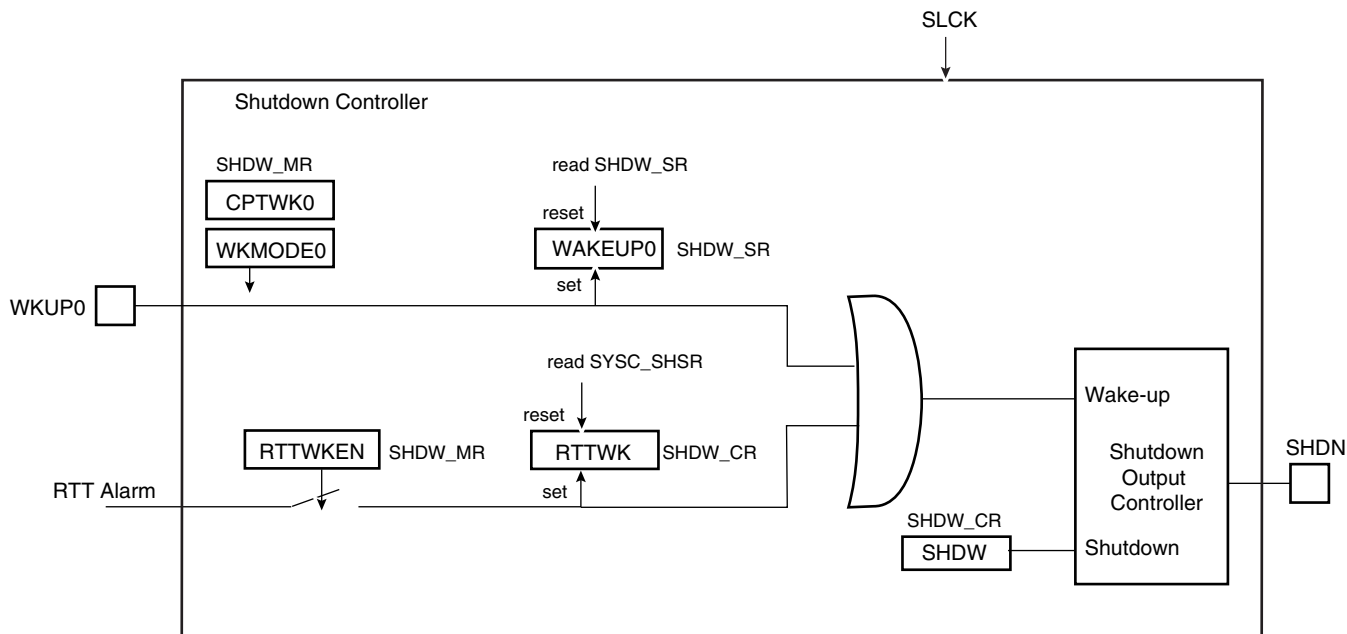 SLCK
Shutdown Controller
SHDW_MR
CPTWK0
WKMODE0
read SHDW_SR
reset
WAKEUP0
SHDW_SR
set
WKUP0
read SYSC_SHSR
reset
RTTWKEN
SHDW_MR
RTTWK
SHDW_CR
set
RTT Alarm
Wake-up
Shutdown
Output
Controller
SHDN
SHDW_CR
SHDW
Shutdown